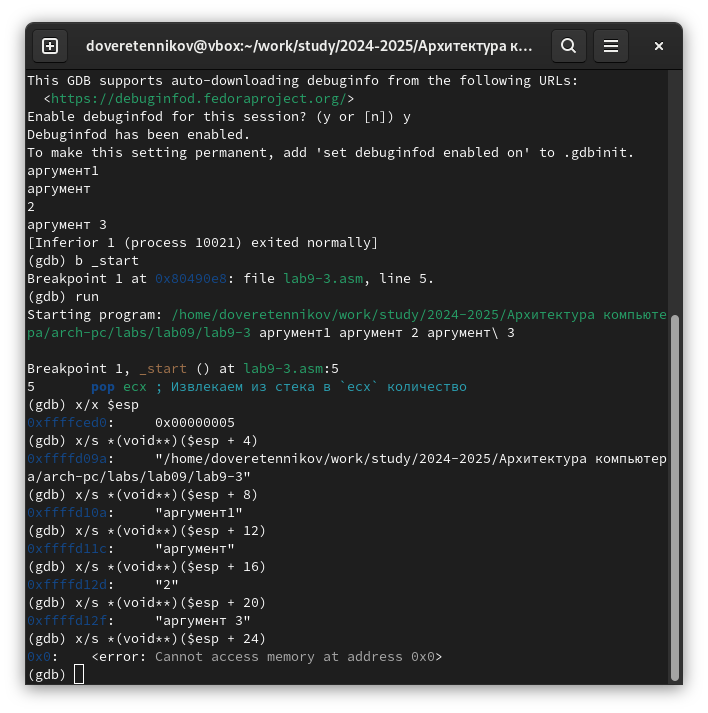 doveretennikov@vbox:~/work/study/2024-2025/Архитектура к...
This GDB supports auto-downloading debuginfo from the following URLs:
  <https://debuginfod.fedoraproject.org/>
Enable debuginfod for this session? (y or [n]) y
Debuginfod has been enabled.
To make this setting permanent, add 'set debuginfod enabled on' to .gdbinit.
аргумент1
аргумент
2
аргумент 3
[Inferior 1 (process 10021) exited normally]
(gdb) b _start
Breakpoint 1 at 0x80490e8: file lab9-3.asm, line 5.
(gdb) run
Starting program: /home/doveretennikov/work/study/2024-2025/Архитектура компьюте
ра/arch-pc/labs/lab09/lab9-3 аргумент1 аргумент 2 аргумент\ 3

Breakpoint 1, _start () at lab9-3.asm:5
5       pop ecx ; Извлекаем из стека в `ecx` количество
(gdb) x/x $esp
0xffffced0:     0x00000005
(gdb) x/s *(void**)($esp + 4)
0xffffd09a:     "/home/doveretennikov/work/study/2024-2025/Архитектура компьютер
а/arch-pc/labs/lab09/lab9-3"
(gdb) x/s *(void**)($esp + 8)
0xffffd10a:     "аргумент1"
(gdb) x/s *(void**)($esp + 12)
0xffffd11c:     "аргумент"
(gdb) x/s *(void**)($esp + 16)
0xffffd12d:     "2"
(gdb) x/s *(void**)($esp + 20)
0xffffd12f:     "аргумент 3"
(gdb) x/s *(void**)($esp + 24)
0x0:    <error: Cannot access memory at address 0x0>
(gdb)